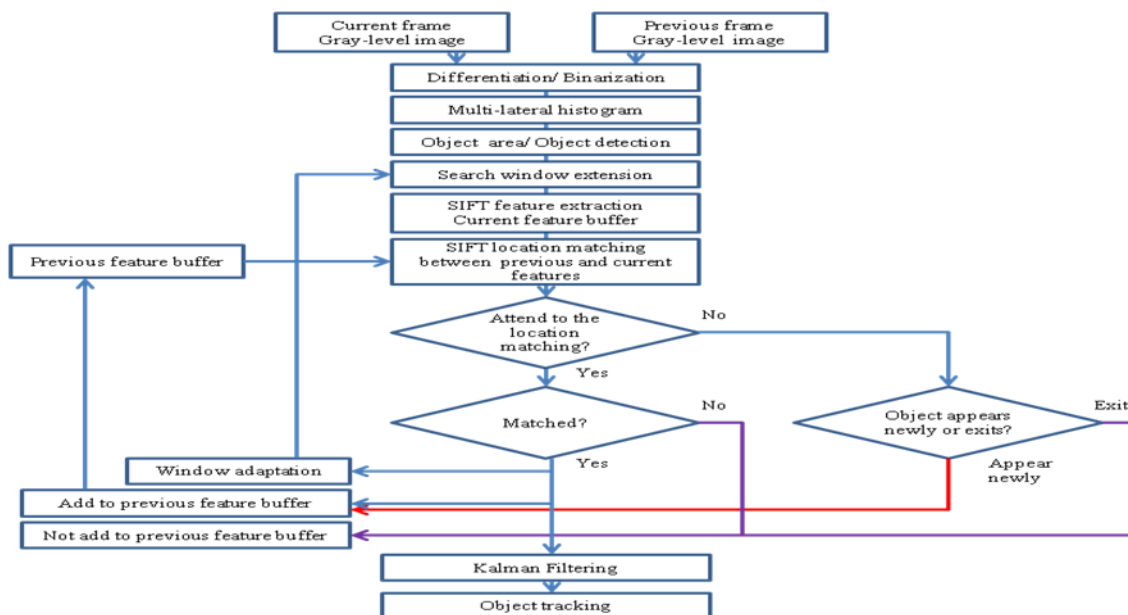 Current frame
Gray-level image
Previous frame
Gray-level image
Differentiation/ Binarization
Multi-lateral histogram
Object area/ Object detection
Search window extension
SIFT feature extraction
Current feature buffer
SIFT location matching
between previous and current
features
Previous feature buffer
Attend to the
location
matching?
No
Yes
Matched?
No
Object appears
newly or exits?
Exit
Yes
Appear
newly
Window adaptation
Add to previous feature buffer
Not add to previous feature buffer
Kalman Filtering
Object tracking